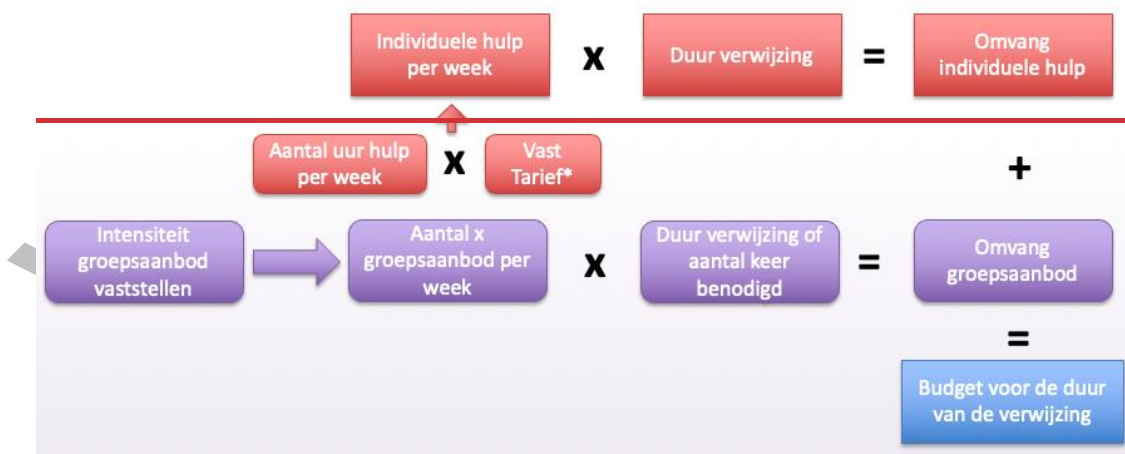 Individuele hulp
per week
x
Duur verwijzing
=
Omvang
individuele hulp
Aantal uur hulp
per week
x
Vast
Tarief*
+
Intensiteit
groepsaanbod
vaststellen
Aantal x
groepsaanbod per
week
x
Duur verwijzing of
aantal keer
benodigd
=
Omvang
groepsaanbod
=
Budget voor de duur
van de verwijzing